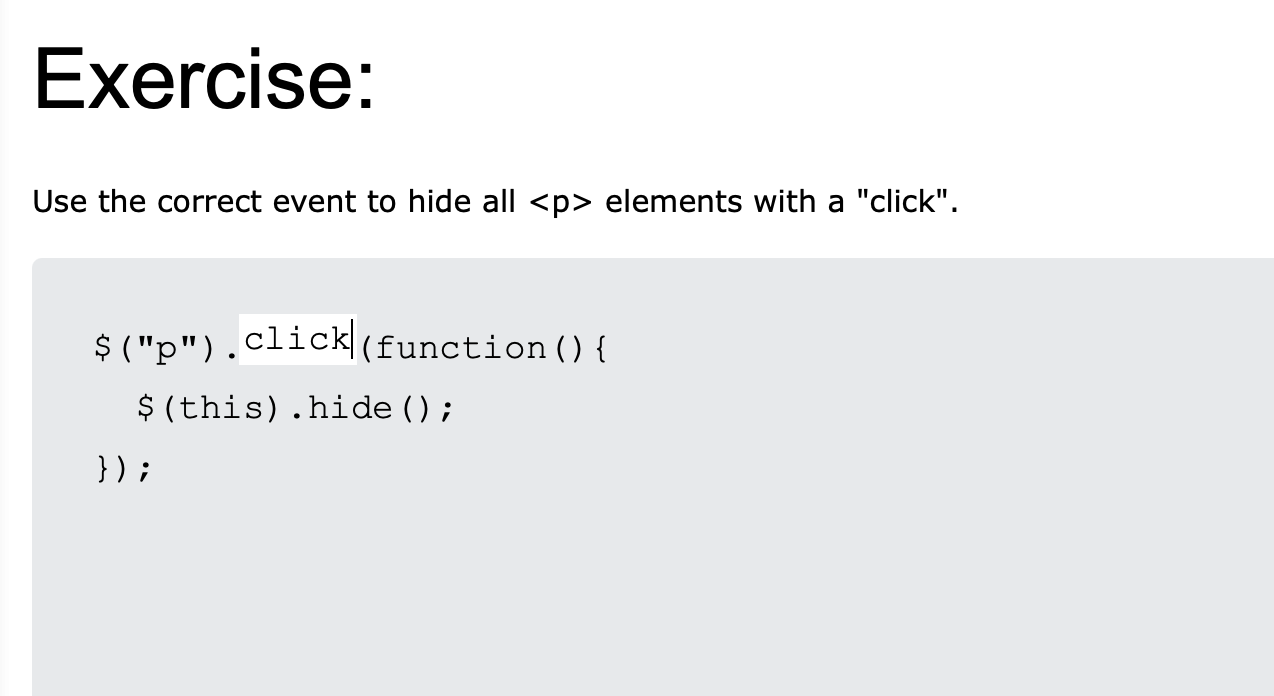 Exercise:
Use the correct event to hide all <p> elements with a "click".
$("p").click(function(){
  $(this).hide();
});